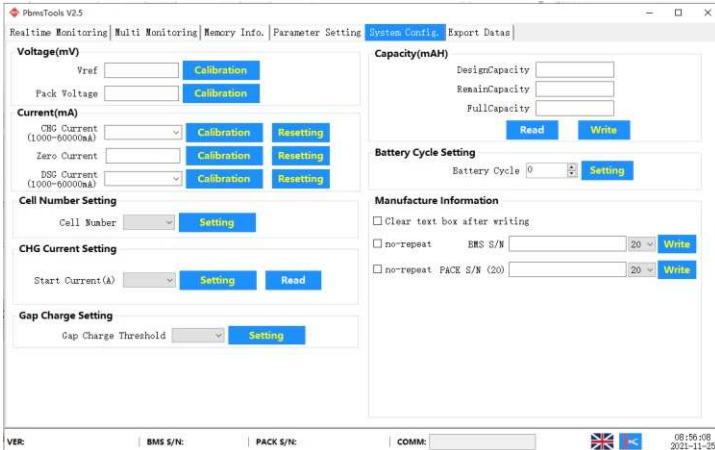 PbmsTools V2.5
Realtime Monitoring Multi Monitoring Memory Info. Parameter Setting System Config. Export Datas
Voltage(mV)
Vref Calibration
Pack Voltage Calibration
Current(mA)
CHG Current
(1000-60000mA) Calibration Resetting
Zero Current Calibration Resetting
DSG Current
(1000-60000mA) Calibration Resetting
Cell Number Setting
Cell Number Setting
CHG Current Setting
Start Current(A) Setting Read
Gap Charge Setting
Gap Charge Threshold Setting
Capacity(mAH)
DesignCapacity
RemainCapacity
FullCapacity
Read Write
Battery Cycle Setting
Battery Cycle 0 Setting
Manufacture Information
Clear text box after writing
no-repeat BMS S/N 20 Write
no-repeat PACK S/N (20) 20 Write
VER: BMS S/N: PACK S/N: COMM: 08:56:08
2021-11-25